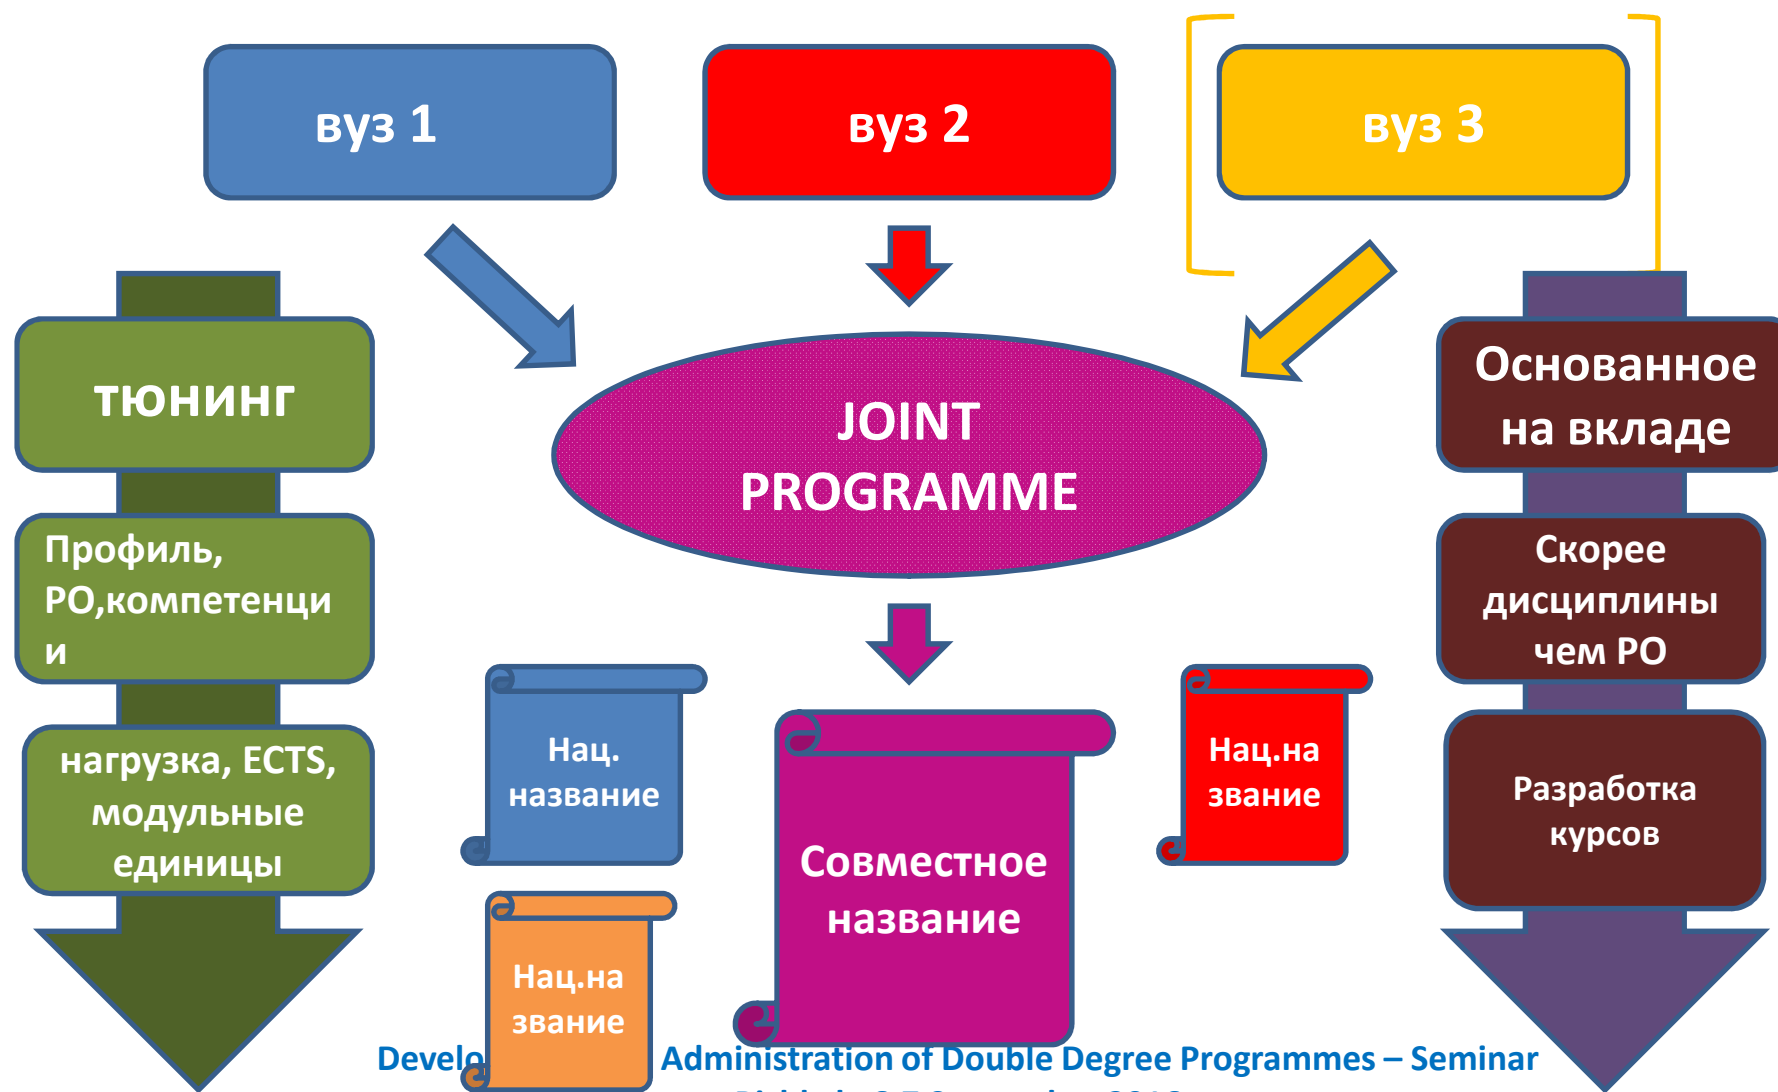 вуз 1
вуз 2
вуз 3
тюнинг
Профиль,
РО,компетенци
и
нагрузка, ECTS,
модульные
единицы
JOINT
PROGRAMME
Основанное
на вкладе
Скорее
дисциплины
чем РО
Разработка
курсов
Нац.
название
Нац.на
звание
Совместное
название
Нац.на
звание
Administration of Double Degree Programmes – Seminar